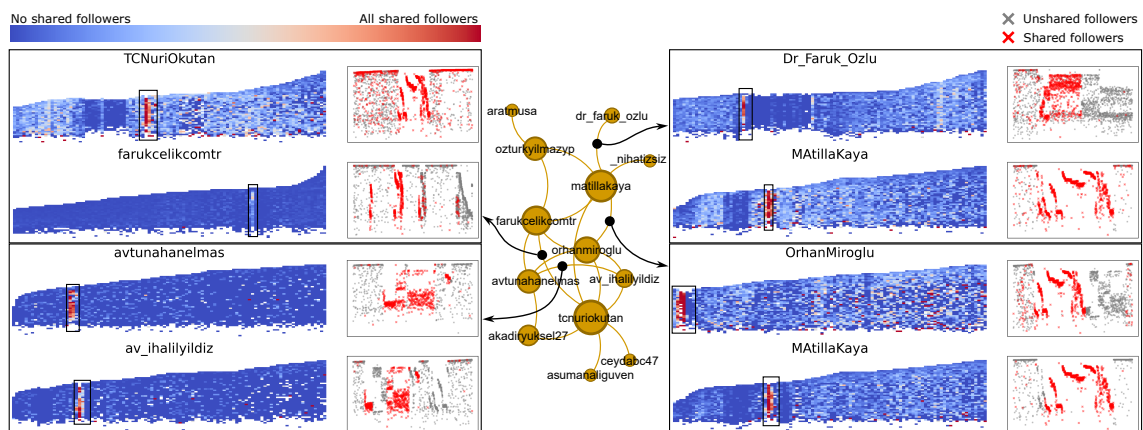 No shared followers
All shared followers
Unshared followers
Shared followers
TCNuriOkutan
farukcelikcomtr
avtunahanelmas
av_ihalilyildiz
aratmusa
dr_faruk_ozlu
ozturkyilmazyp
_nihatizsiz
matillakaya
farukcelikcomtr
orhanmiroglu
avtunahanelmas
av_ihalilyildiz
tcnuriokutan
akadiryuksel27
ceydabc47
asumanaliguven
Dr_Faruk_Ozlu
MAtillaKaya
OrhanMiroglu
MAtillaKaya